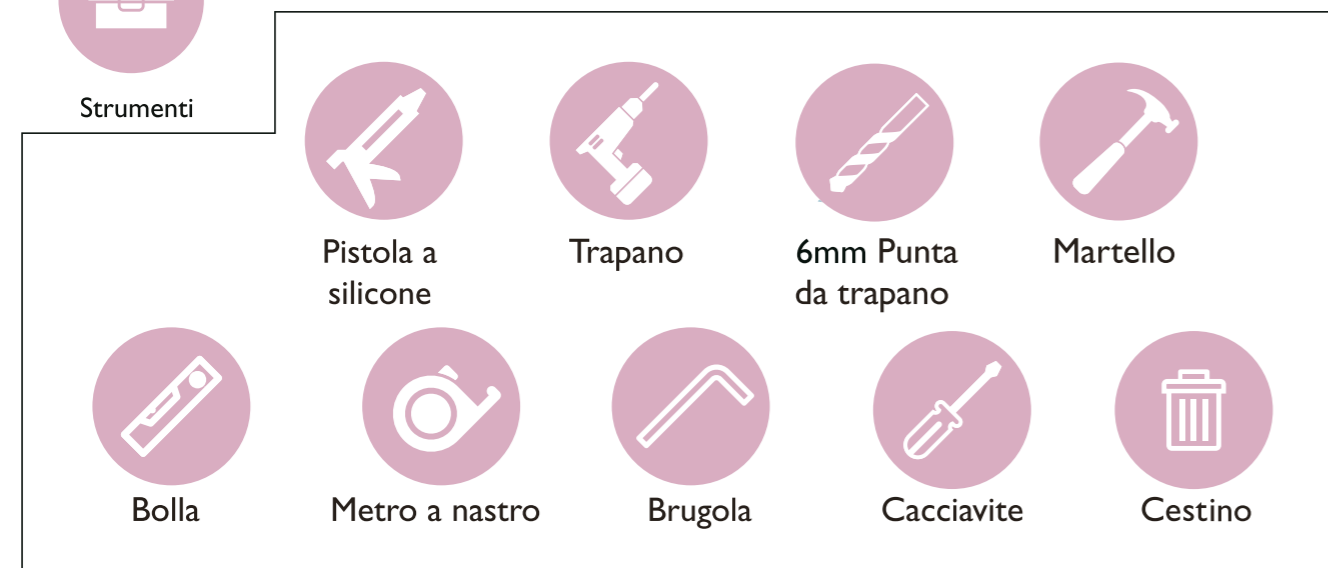 Strumenti
Pistola a
silicone
Trapano
6mm Punta
da trapano
Martello
Bolla
Metro a nastro
Brugola
Cacciavite
Cestino